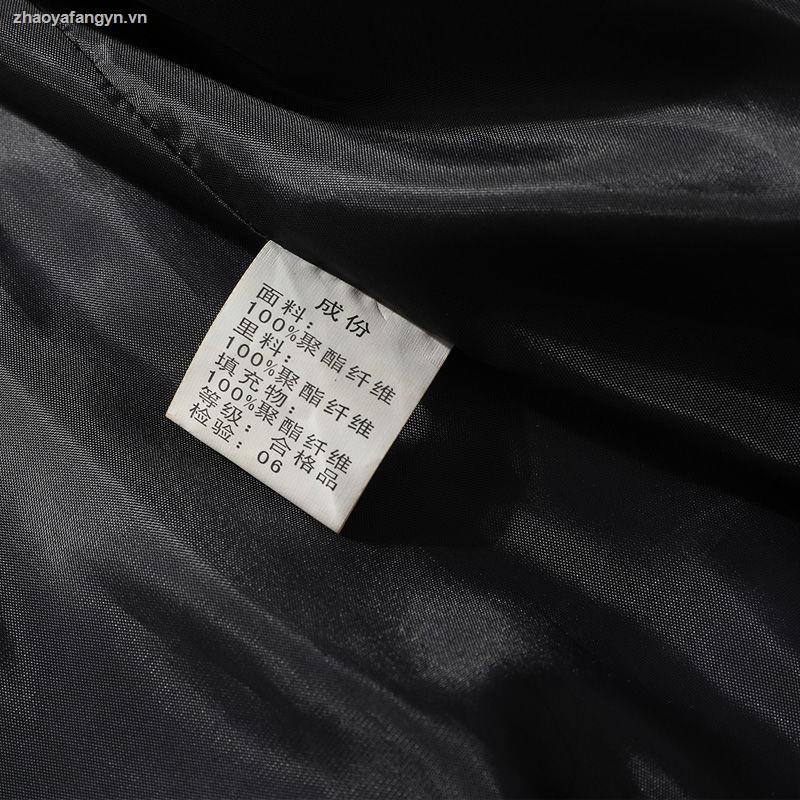 zhaoyafangyn.vn
成份
面料：
100%聚酯纤维
里料：
100%聚酯纤维
填充物：
100%聚酯纤维
等级：合格品
检验：06